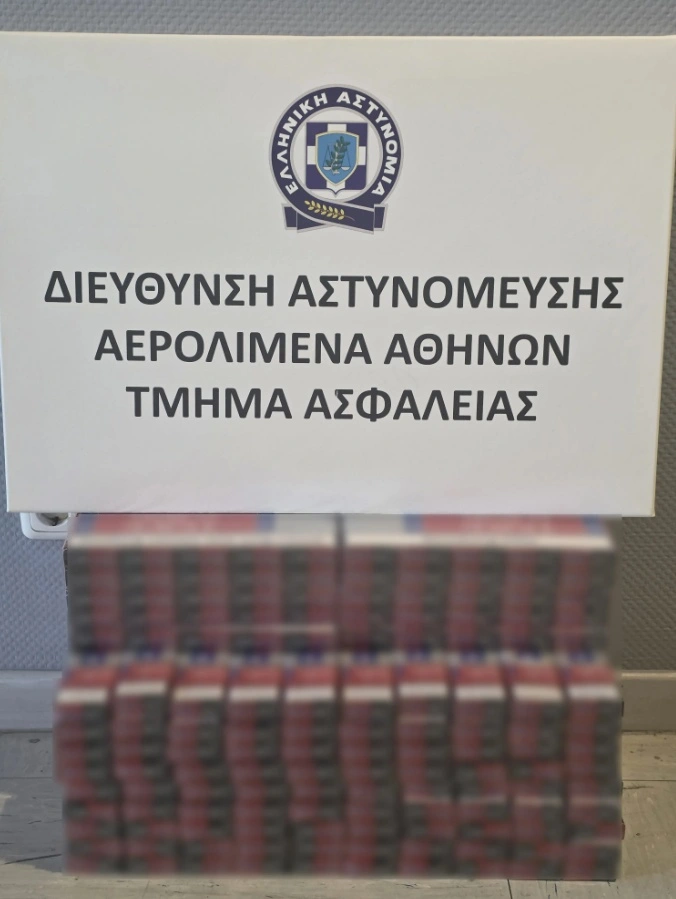 ΕΛΛΗΝΙΚΗ ΑΣΤΥΝΟΜΙΑ
ΔΙΕΥΘΥΝΣΗ ΑΣΤΥΝΟΜΕΥΣΗΣ
ΑΕΡΟΛΙΜΕΝΑ ΑΘΗΝΩΝ
ΤΜΗΜΑ ΑΣΦΑΛΕΙΑΣ